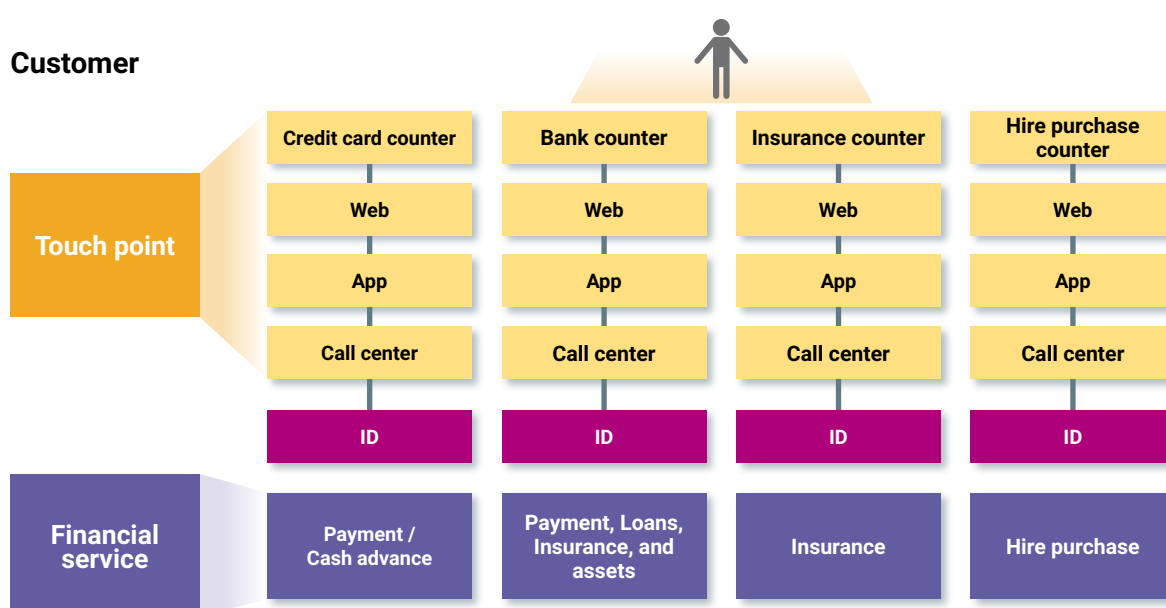 Customer
Credit card counter
Bank counter
Insurance counter
Hire purchase
counter
Touch point
Web
Web
Web
Web
App
App
App
App
Call center
Call center
Call center
Call center
ID
ID
ID
ID
Financial
service
Payment /
Cash advance
Payment, Loans,
Insurance, and
assets
Insurance
Hire purchase